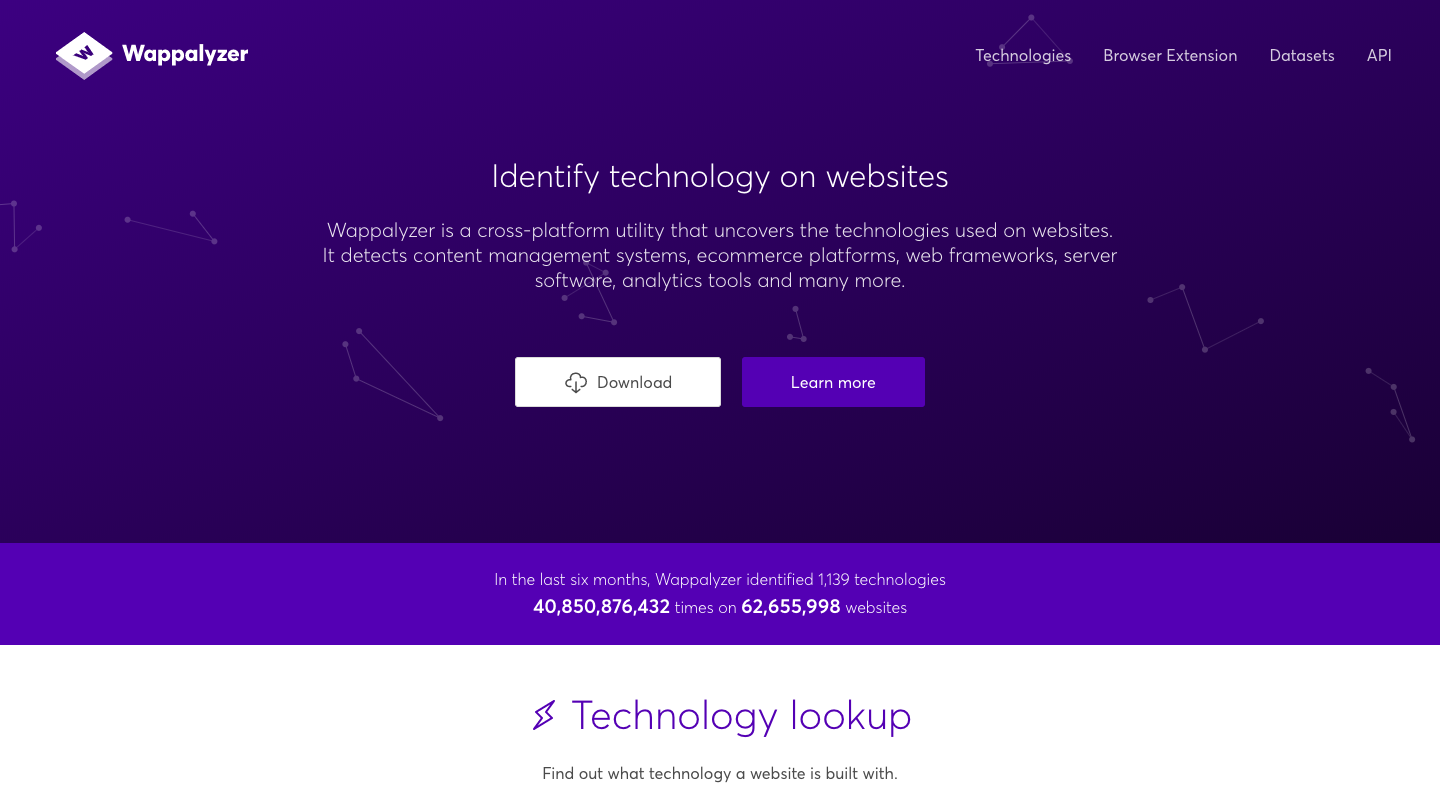 Wappalyzer
Technologies
Browser Extension
Datasets
API
Identify technology on websites
Wappalyzer is a cross-platform utility that uncovers the technologies used on websites.
It detects content management systems, ecommerce platforms, web frameworks, server
software, analytics tools and many more.
Download
Learn more
In the last six months, Wappalyzer identified 1,139 technologies
40,850,876,432 times on 62,655,998 websites
Technology lookup
Find out what technology a website is built with.